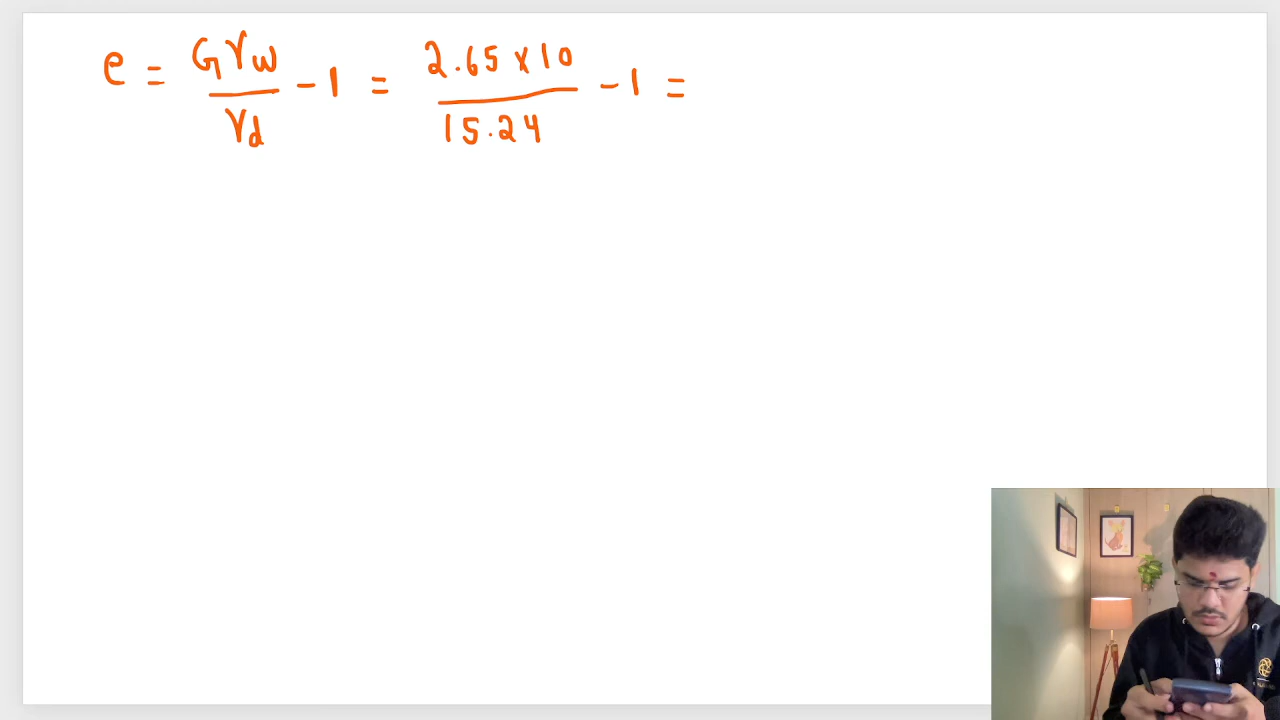 e = Gγw/γd - 1 = 2.65 x 10/15.24 - 1 =